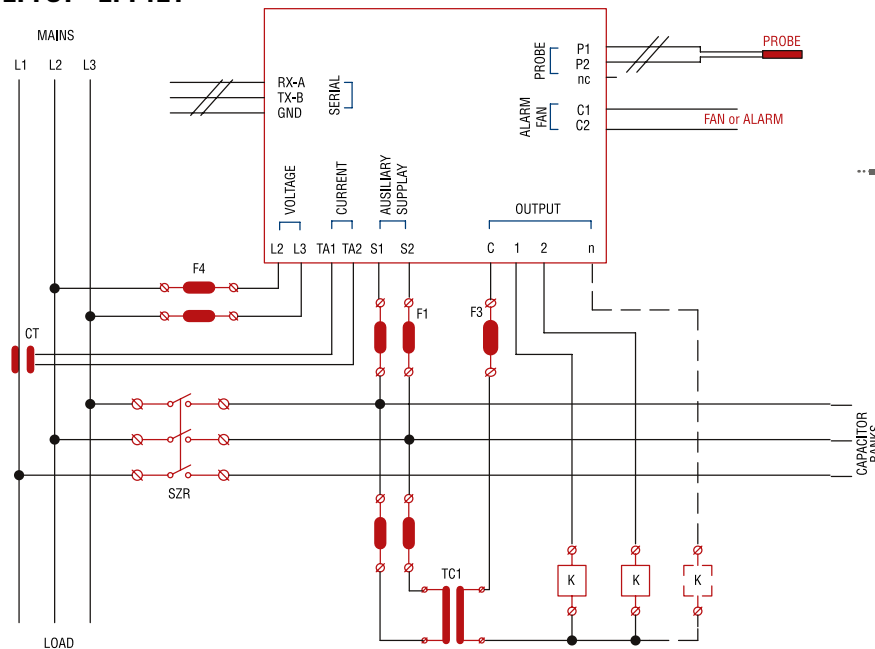 MAINS
L1 L2 L3
RX-A
TX-B
GND
SERIAL
PROBE
P1
P2
nc
PROBE
ALARM
FAN
C1
C2
FAN or ALARM
VOLTAGE
CURRENT
AUSILIARY
SUPPLAY
OUTPUT
L2 L3 TA1 TA2 S1 S2 C 1 2 n
F4
F1
F3
CT
SZR
CAPACITOR
BANKS
TC1
K K K
LOAD